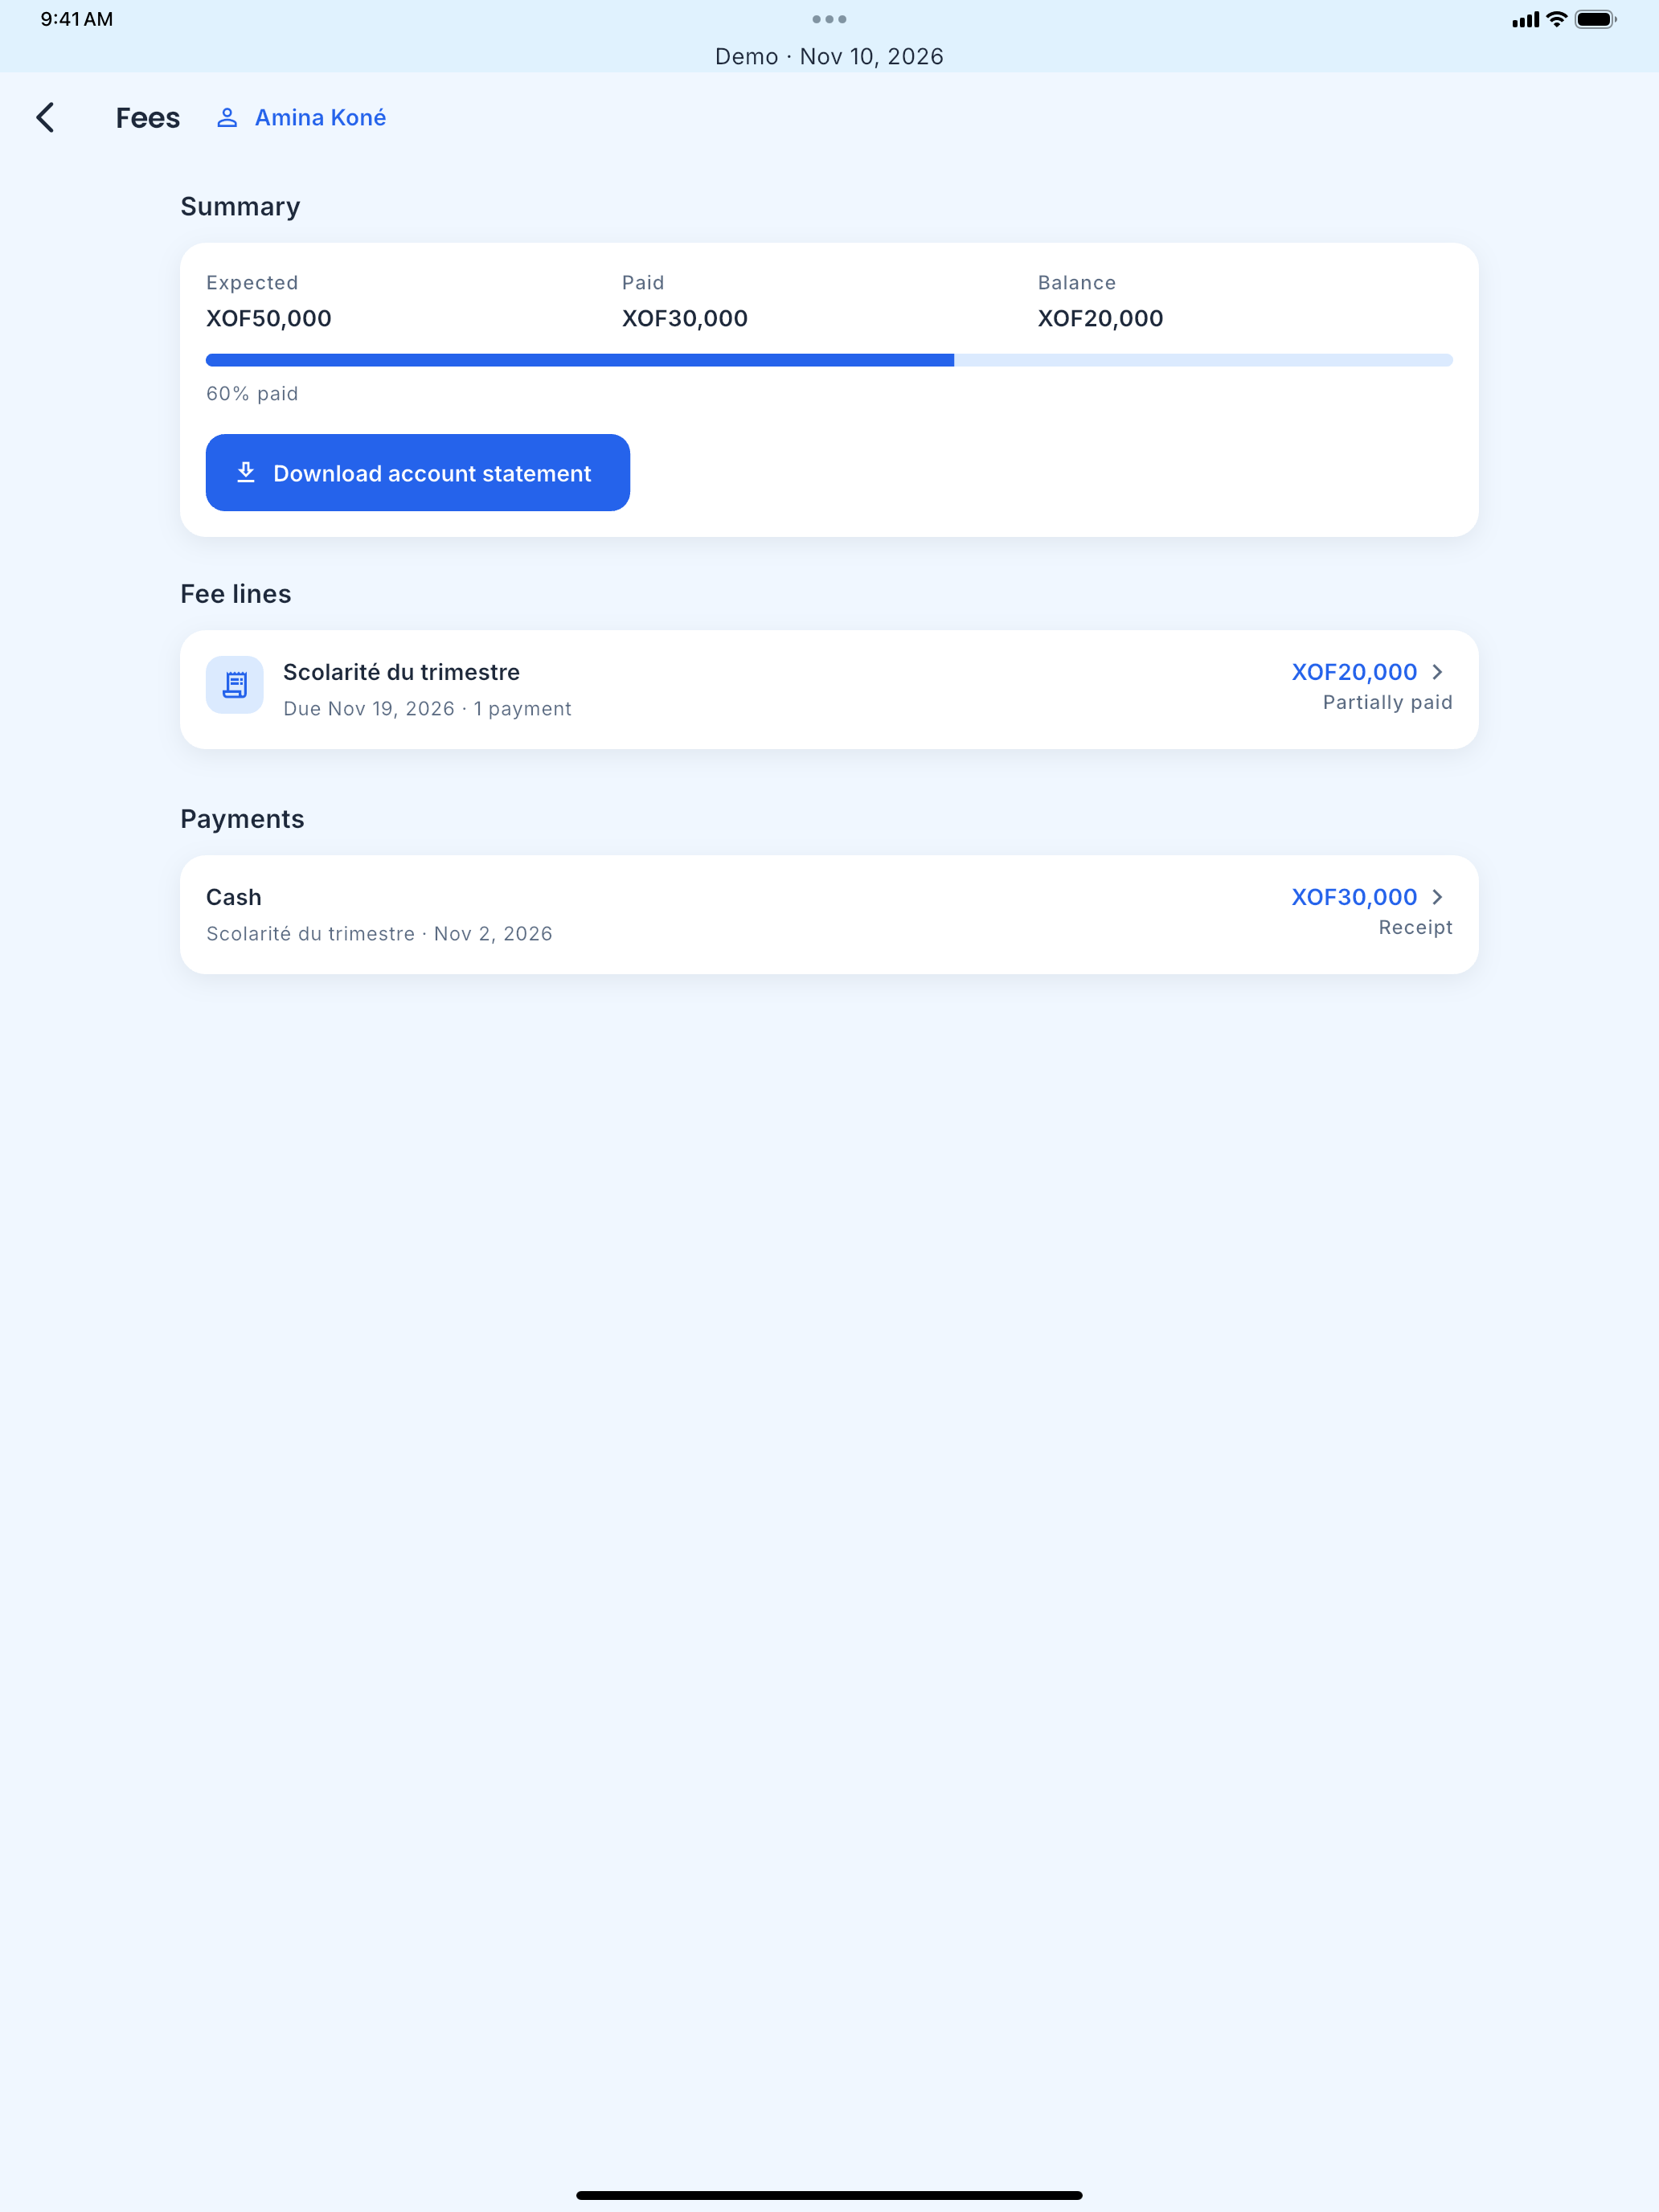 9:41 AM
Demo · Nov 10, 2026
Fees
Amina Koné
Summary
Expected
Paid
Balance
XOF50,000
XOF30,000
XOF20,000
60% paid
Download account statement
Fee lines
Scolarité du trimestre
XOF20,000
Due Nov 19, 2026 · 1 payment
Partially paid
Payments
Cash
XOF30,000
Scolarité du trimestre · Nov 2, 2026
Receipt